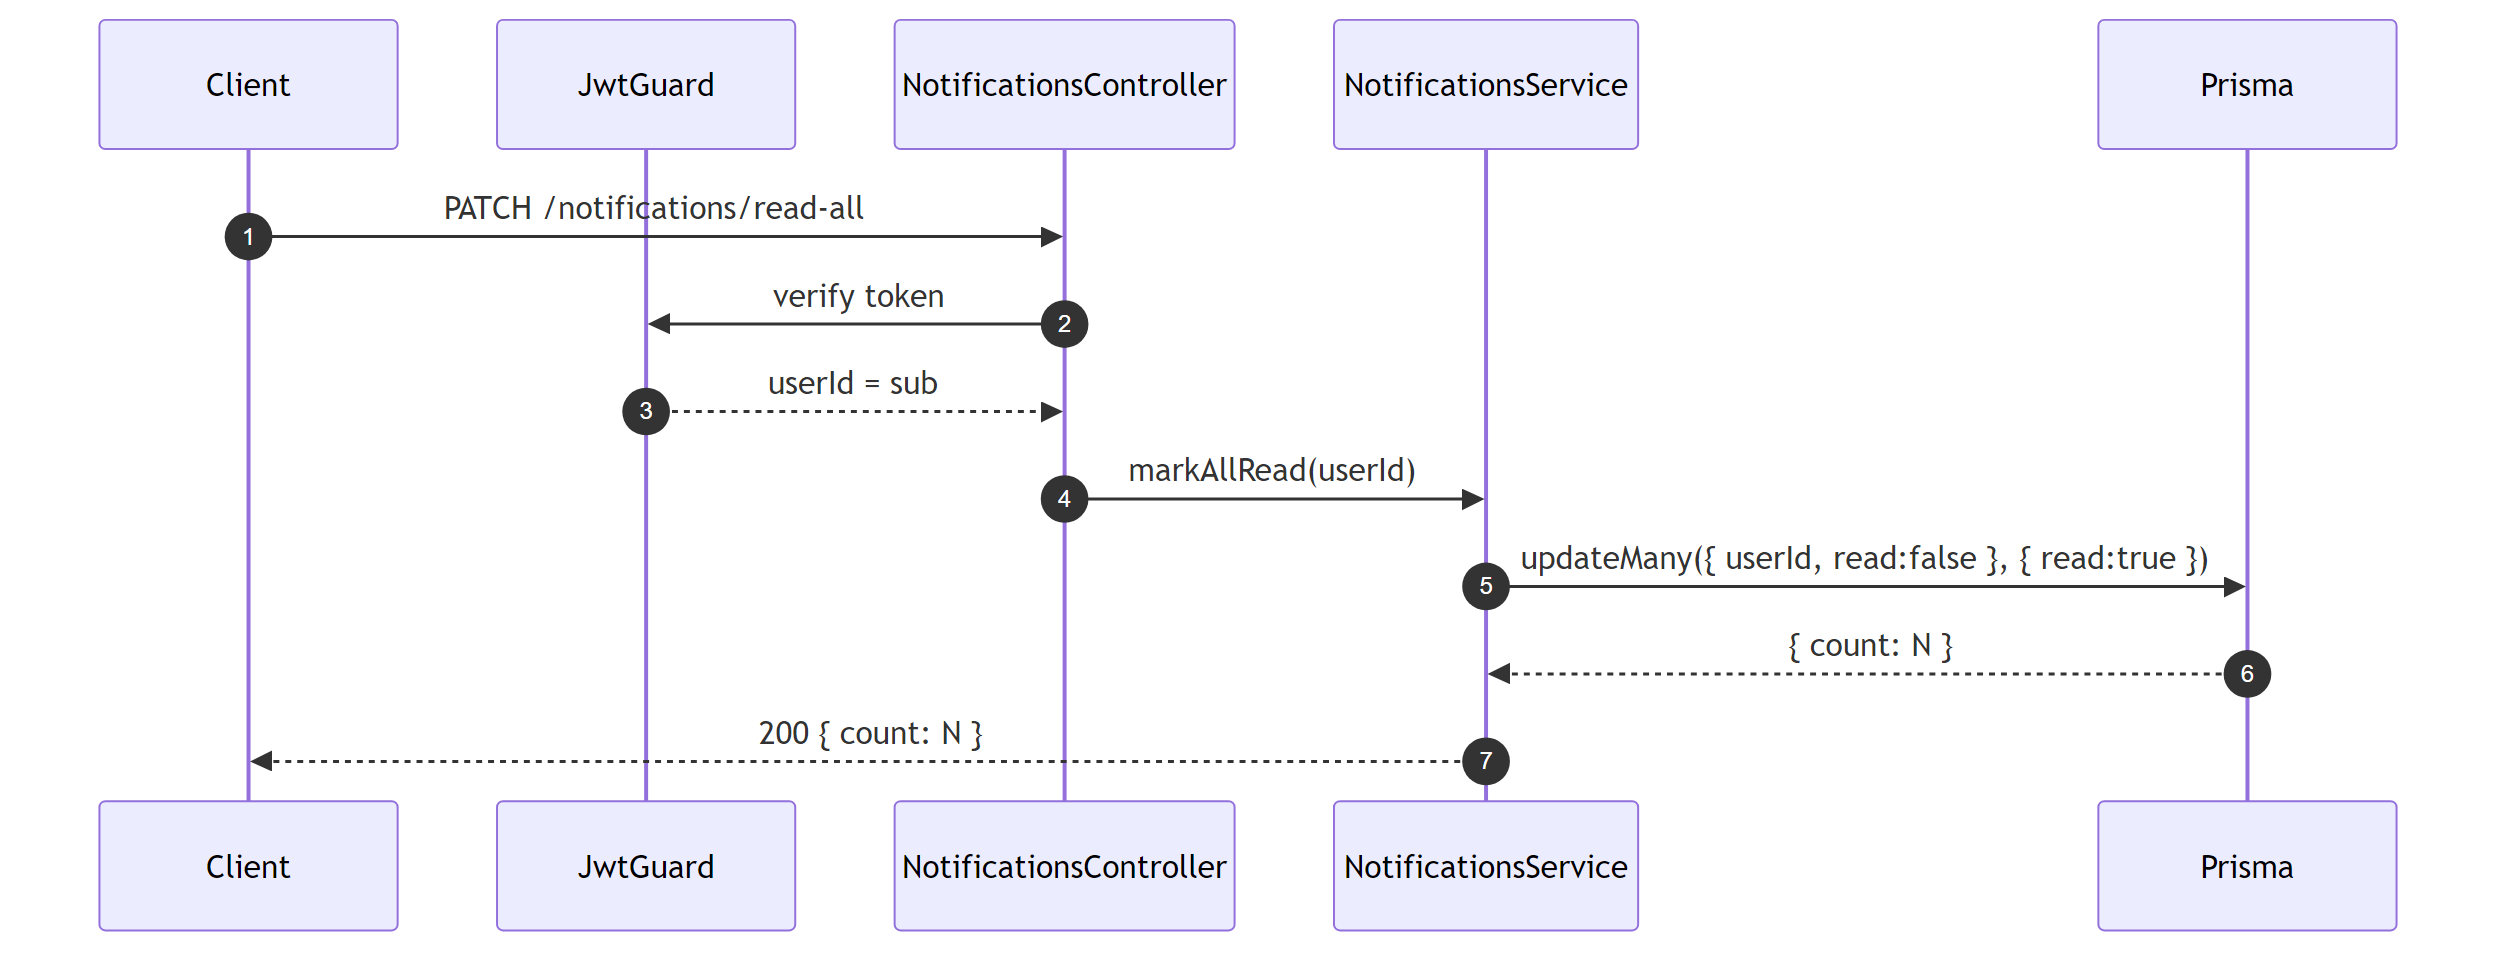 Client
JwtGuard
NotificationsController
NotificationsService
Prisma
PATCH /notifications/read-all
1
verify token
2
userId = sub
3
markAllRead(userId)
4
updateMany({ userId, read:false }, { read:true })
5
{ count: N }
6
200 { count: N }
7
Client
JwtGuard
NotificationsController
NotificationsService
Prisma